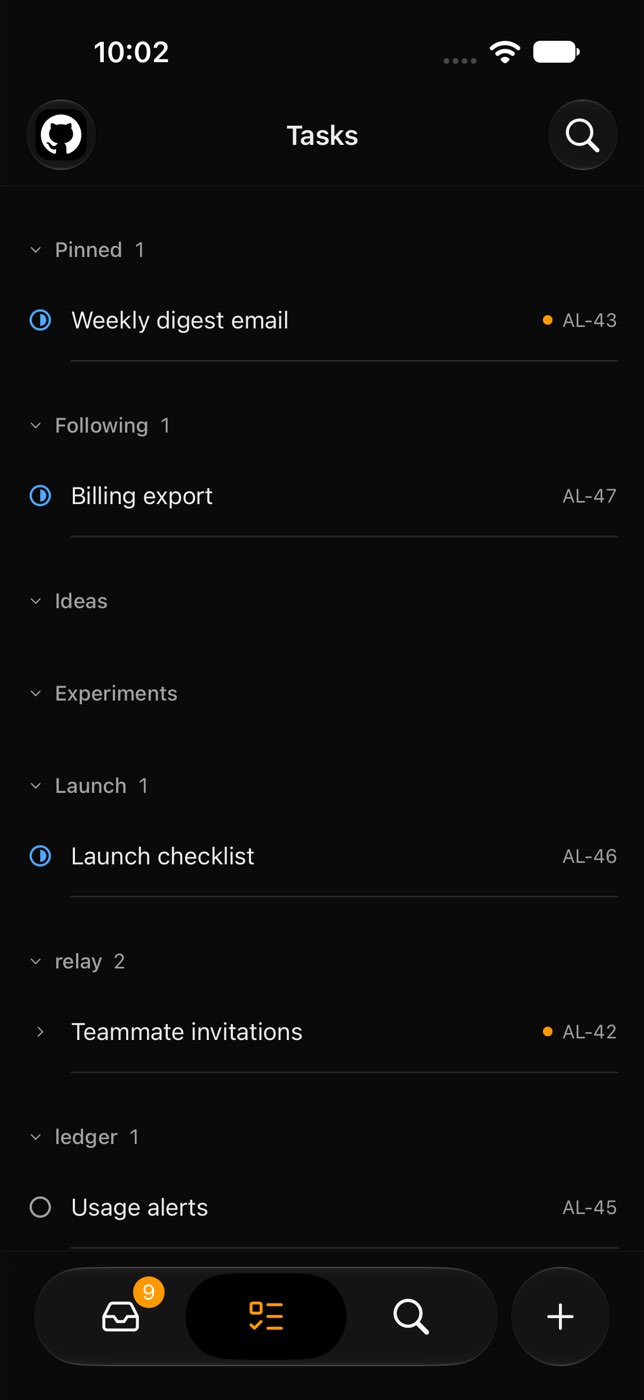 10:02
Tasks
Pinned 1
Weekly digest email AL-43
Following 1
Billing export AL-47
Ideas
Experiments
Launch 1
Launch checklist AL-46
relay 2
Teammate invitations AL-42
ledger 1
Usage alerts AL-45
9